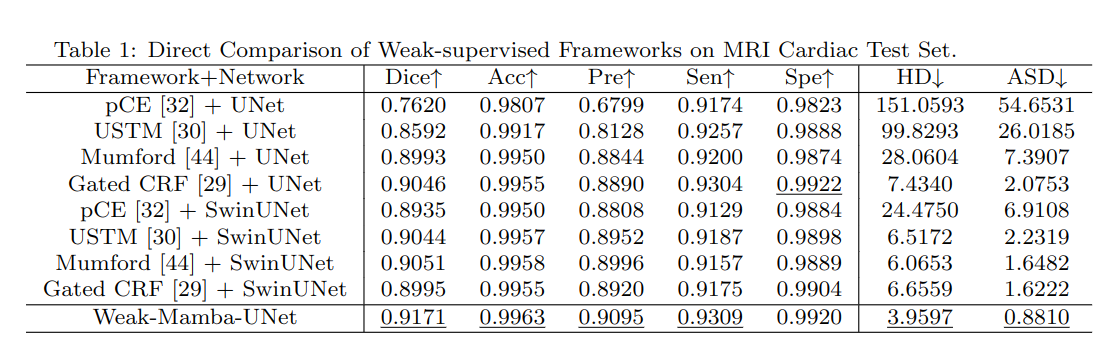 Table 1: Direct Comparison of Weak-supervised Frameworks on MRI Cardiac Test Set.
Framework+Network Dice↑ Acc↑ Pre↑ Sen↑ Spe↑ HD↓ ASD↓
pCE [32] + UNet 0.7620 0.9807 0.6799 0.9174 0.9823 151.0593 54.6531
USTM [30] + UNet 0.8592 0.9917 0.8128 0.9257 0.9888 99.8293 26.0185
Mumford [44] + UNet 0.8993 0.9950 0.8844 0.9200 0.9874 28.0604 7.3907
Gated CRF [29] + UNet 0.9046 0.9955 0.8890 0.9304 0.9922 7.4340 2.0753
pCE [32] + SwinUNet 0.8935 0.9950 0.8808 0.9129 0.9884 24.4750 6.9108
USTM [30] + SwinUNet 0.9044 0.9957 0.8952 0.9187 0.9898 6.5172 2.2319
Mumford [44] + SwinUNet 0.9051 0.9958 0.8996 0.9157 0.9889 6.0653 1.6482
Gated CRF [29] + SwinUNet 0.8995 0.9955 0.8920 0.9175 0.9904 6.6559 1.6222
Weak-Mamba-UNet 0.9171 0.9963 0.9095 0.9309 0.9920 3.9597 0.8810